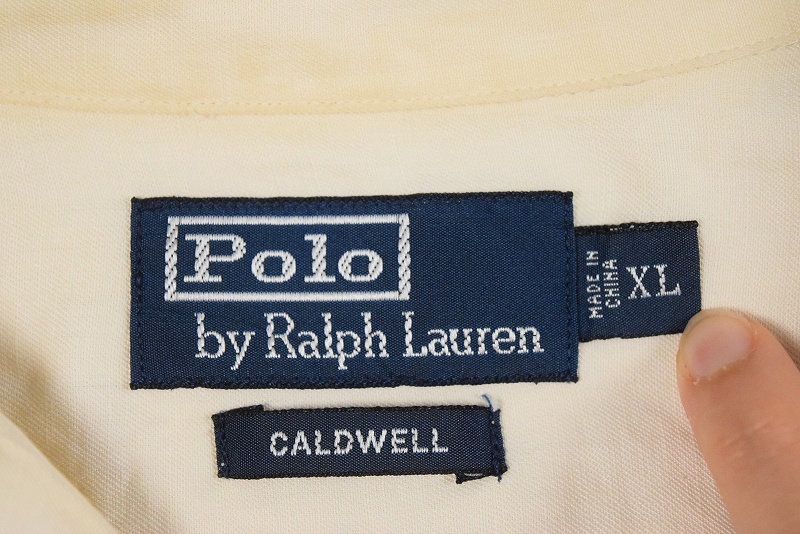 Polo
by Ralph Lauren
MADE IN
CHINA
XL
CALDWELL